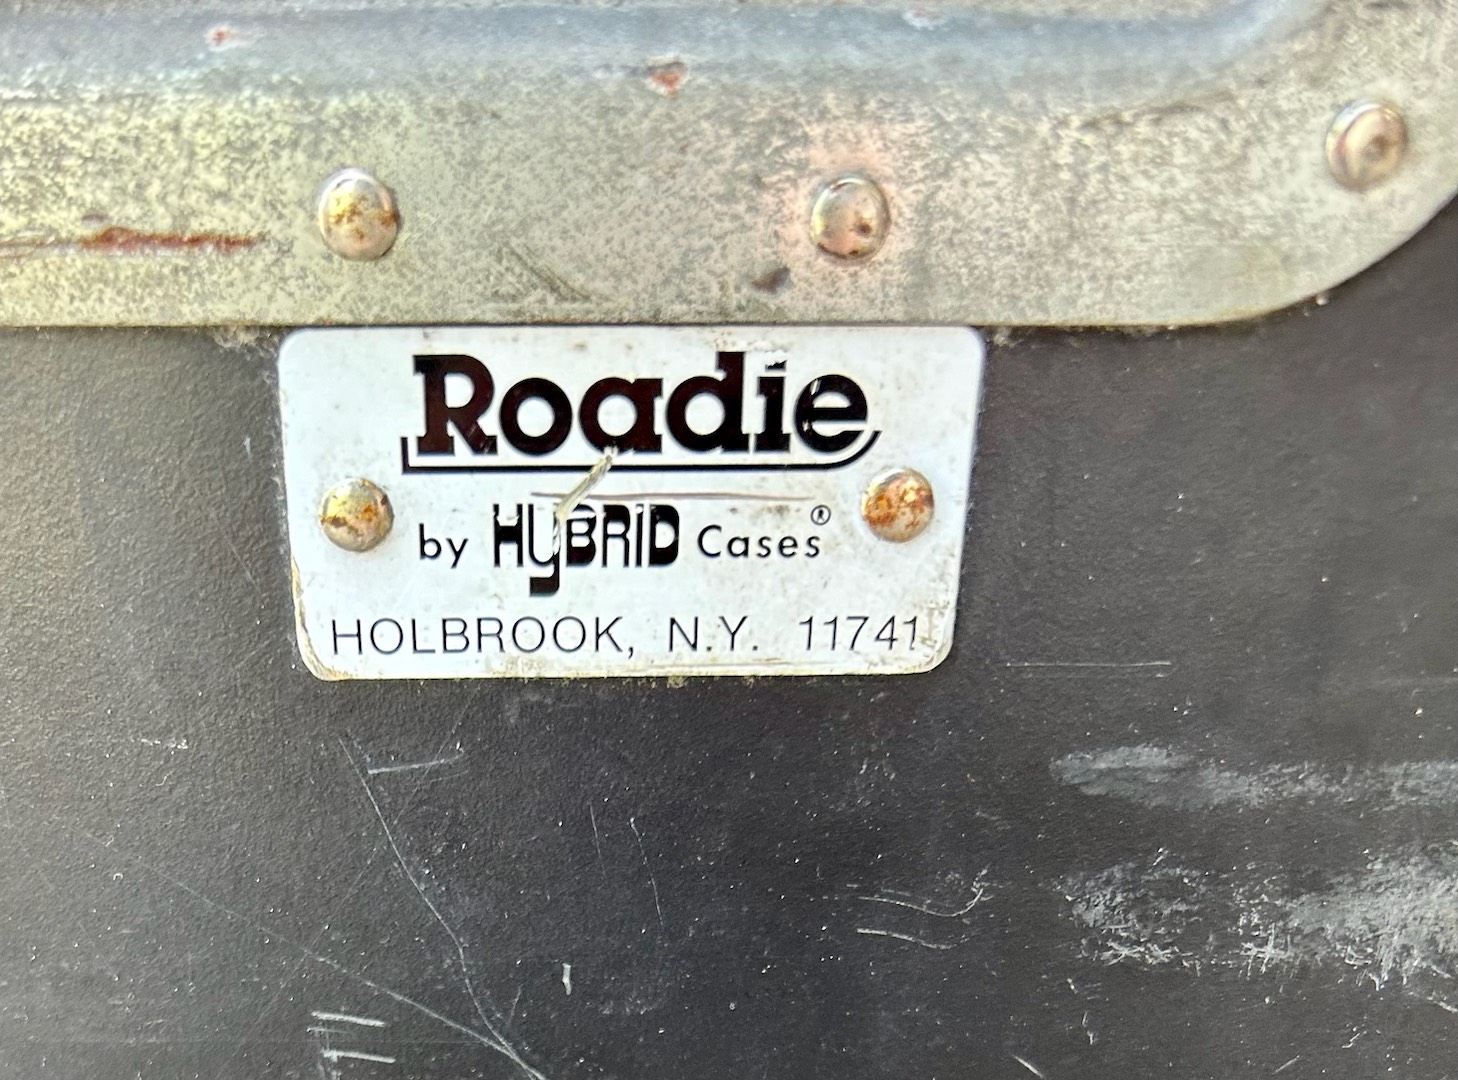 Roadie
by HYBRID Cases®
HOLBROOK, N.Y. 11741